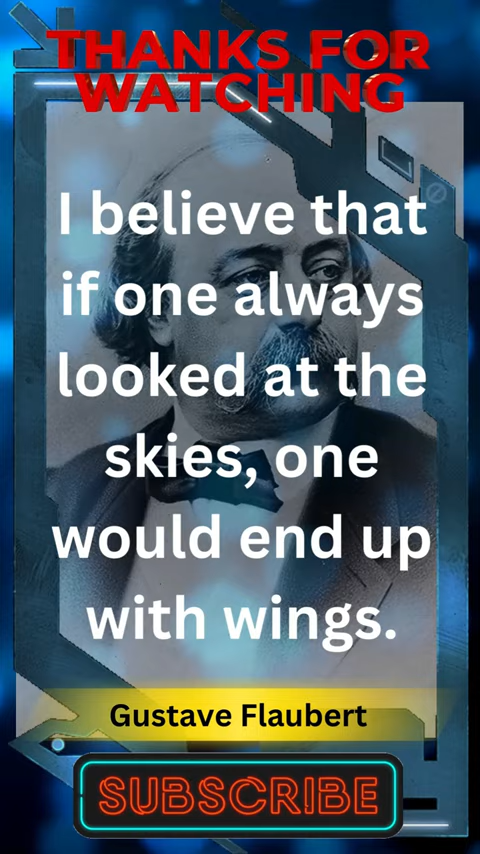 THANKS FOR
WATCHING
I believe that
if one always
looked at the
skies, one
would end up
with wings.
Gustave Flaubert
SUBSCRIBE